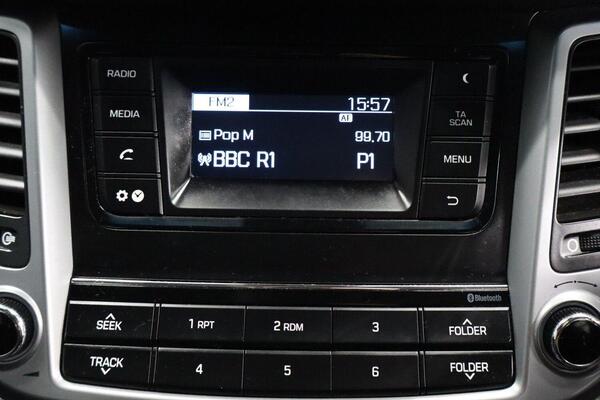 RADIO
MEDIA
FM2 15:57
AF
Pop M 99.70
BBC R1 P1
TA
SCAN
MENU
Bluetooth
SEEK 1 RPT 2 RDM 3 FOLDER
TRACK 4 5 6 FOLDER